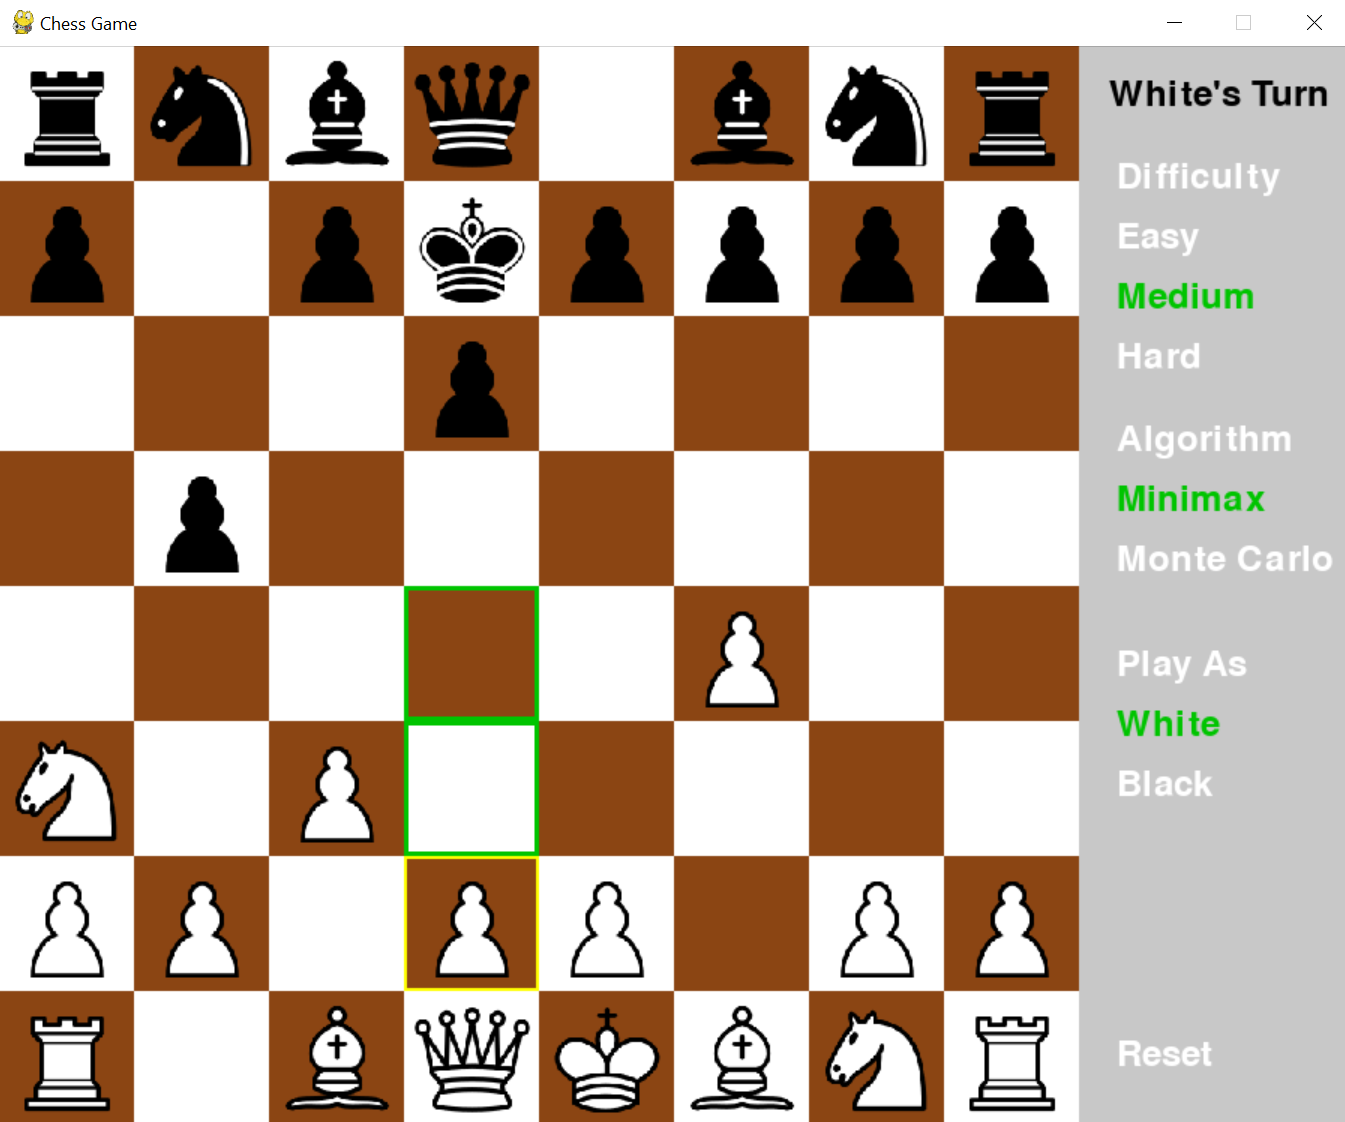 Chess Game
White's Turn
Difficulty
Easy
Medium
Hard
Algorithm
Minimax
Monte Carlo
Play As
White
Black
Reset